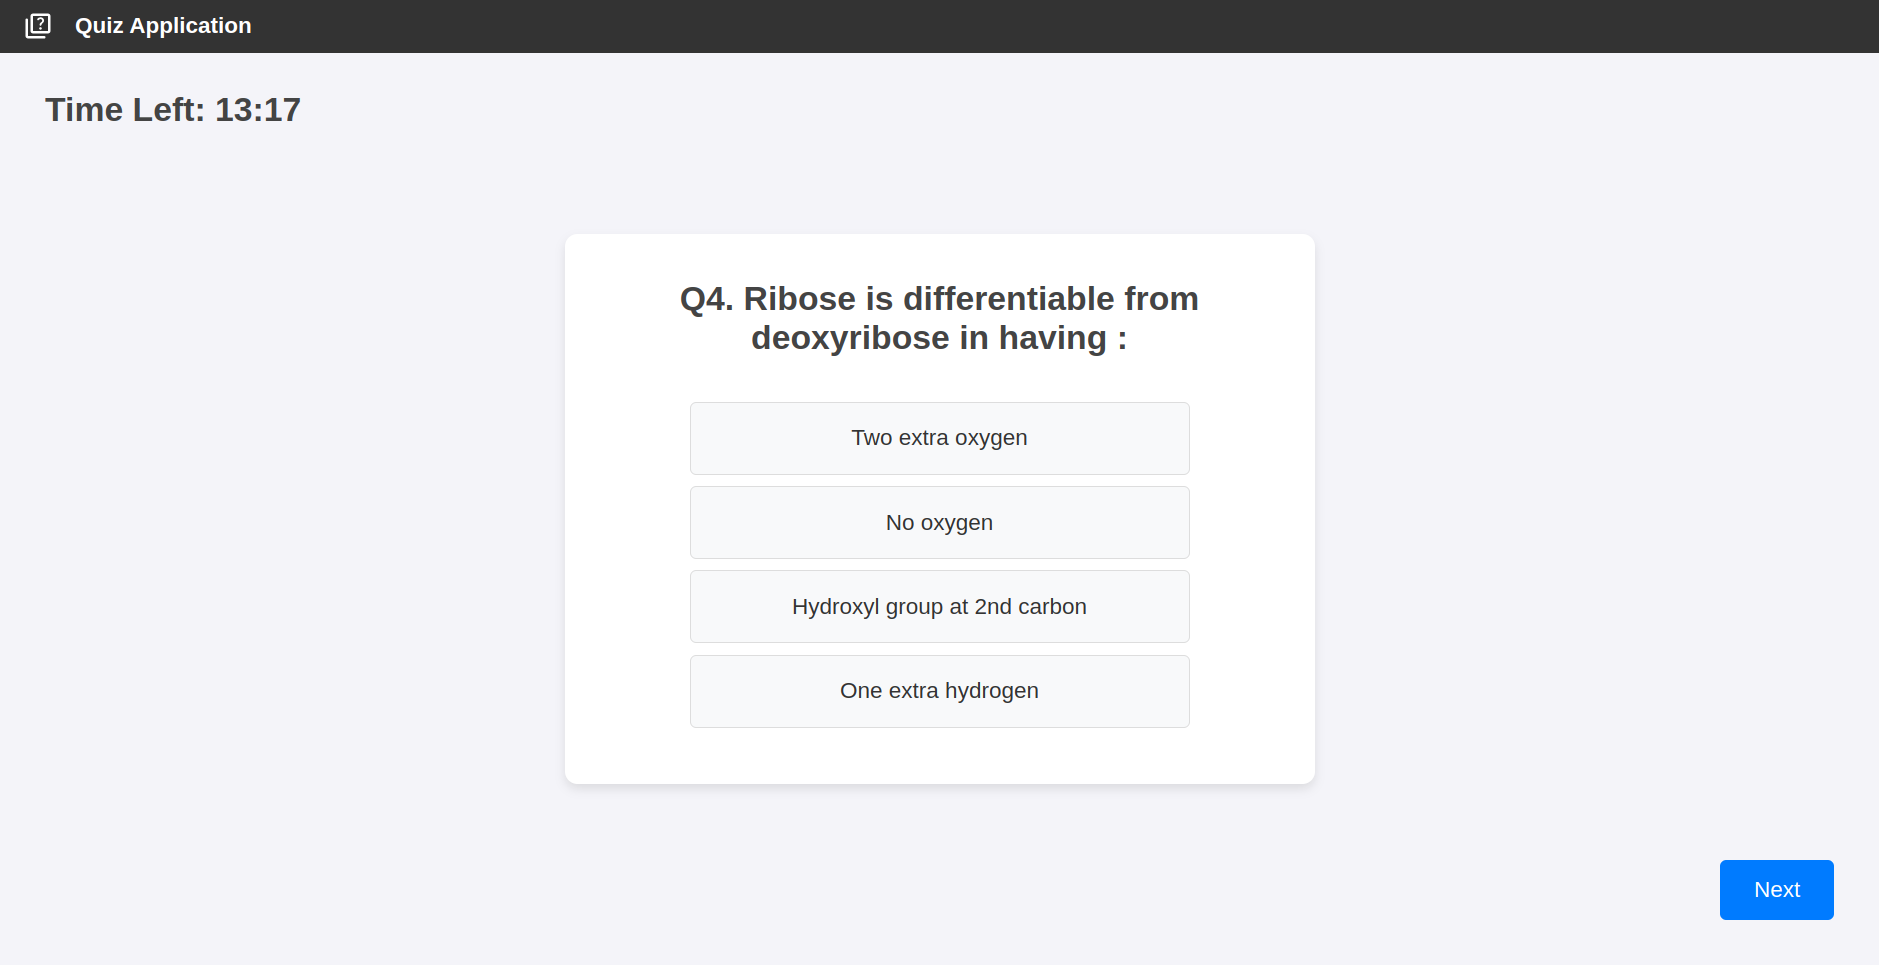 Quiz Application
Time Left: 13:17
Q4. Ribose is differentiable from
deoxyribose in having :
Two extra oxygen
No oxygen
Hydroxyl group at 2nd carbon
One extra hydrogen
Next